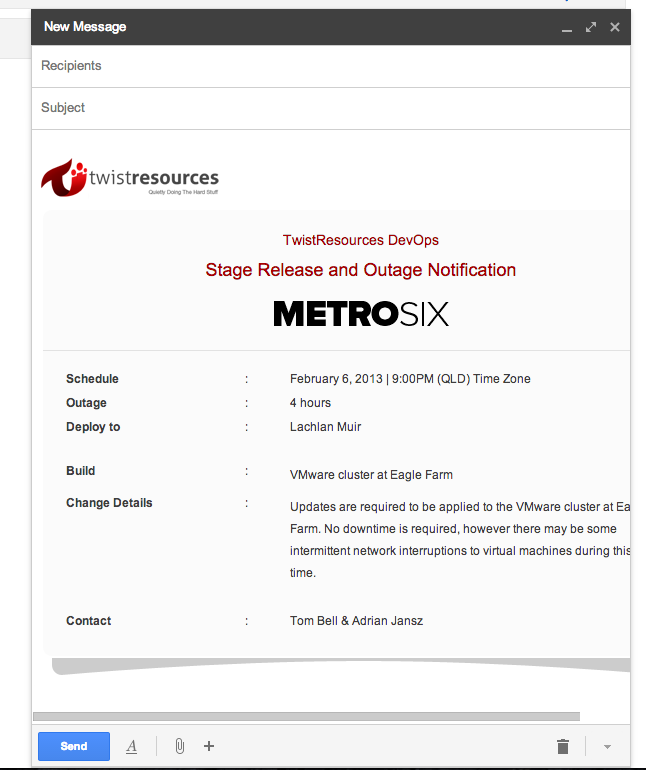 New Message
Recipients
Subject
twistresources
Quietly Doing The Hard Stuff
TwistResources DevOps
Stage Release and Outage Notification
METROSIX
Schedule : February 6, 2013 | 9:00PM (QLD) Time Zone
Outage : 4 hours
Deploy to : Lachlan Muir
Build : VMware cluster at Eagle Farm
Change Details : Updates are required to be applied to the VMware cluster at Ea
Farm. No downtime is required, however there may be some
intermittent network interruptions to virtual machines during this
time.
Contact : Tom Bell & Adrian Jansz
Send A